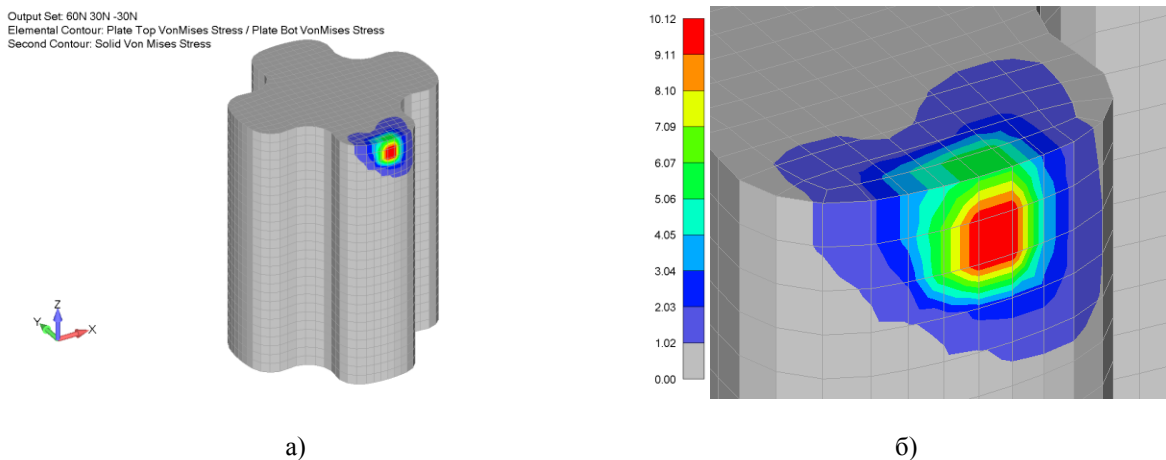 Output Set: 60N 30N -30N
Elemental Contour: Plate Top VonMises Stress / Plate Bot VonMises Stress
Second Contour: Solid Von Mises Stress
10.12
9.11
8.10
7.09
6.07
5.06
4.05
3.04
2.03
1.02
0.00
Z
Y
X
а)
б)